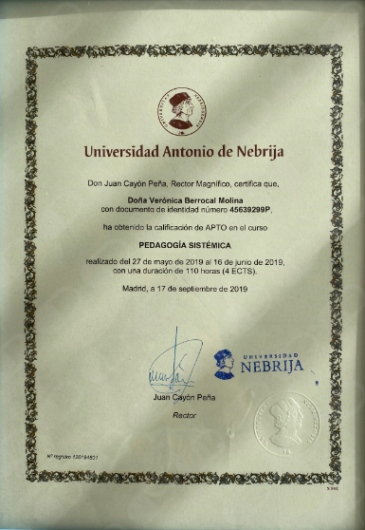 Universidad Antonio de Nebrija
Don Juan Cayón Peña, Rector Magnífico, certifica que,
Doña Verónica Berrocal Molina
con documento de identidad número 45639299P,
ha obtenido la calificación de APTO en el curso
PEDAGOGÍA SISTÉMICA
realizado del 27 de mayo de 2019 al 16 de junio de 2019,
con una duración de 110 horas (4 ECTS).
Madrid, a 17 de septiembre de 2019
UNIVERSIDAD
NEBRIJA
Juan Cayón Peña
Rector
Nº registro